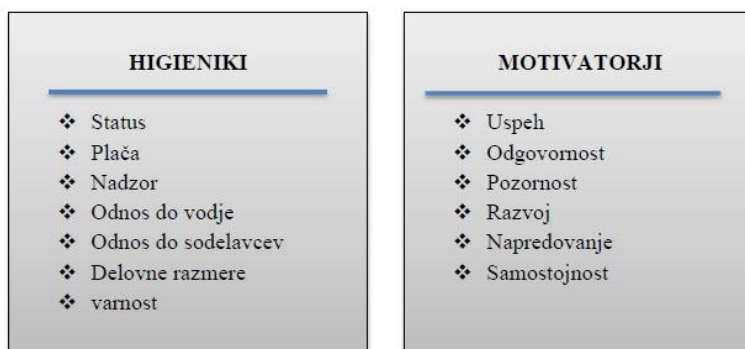 HIGIENIKI
❖ Status
❖ Plača
❖ Nadzor
❖ Odnos do vodje
❖ Odnos do sodelavcev
❖ Delovne razmere
❖ varnost
MOTIVATORJI
❖ Uspeh
❖ Odgovornost
❖ Pozornost
❖ Razvoj
❖ Napredovanje
❖ Samostojnost